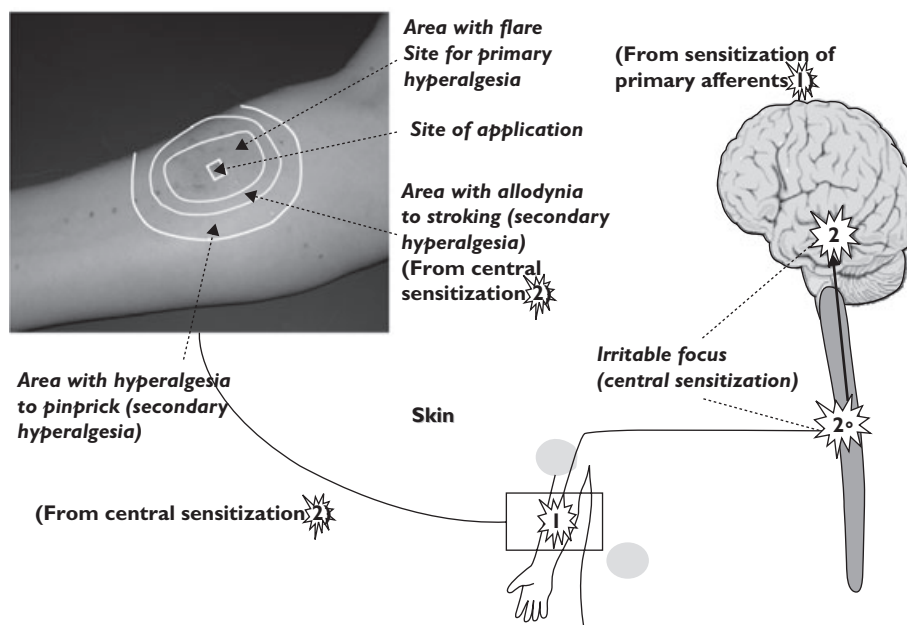 Area with flare
Site for primary
hyperalgesia
Site of application
Area with allodynia
to stroking (secondary
hyperalgesia)
(From central
sensitization 2)
(From sensitization of
primary afferents 1)
2
Irritable focus
(central sensitization)
2°
Area with hyperalgesia
to pinprick (secondary
hyperalgesia)
Skin
(From central sensitization 2)
1